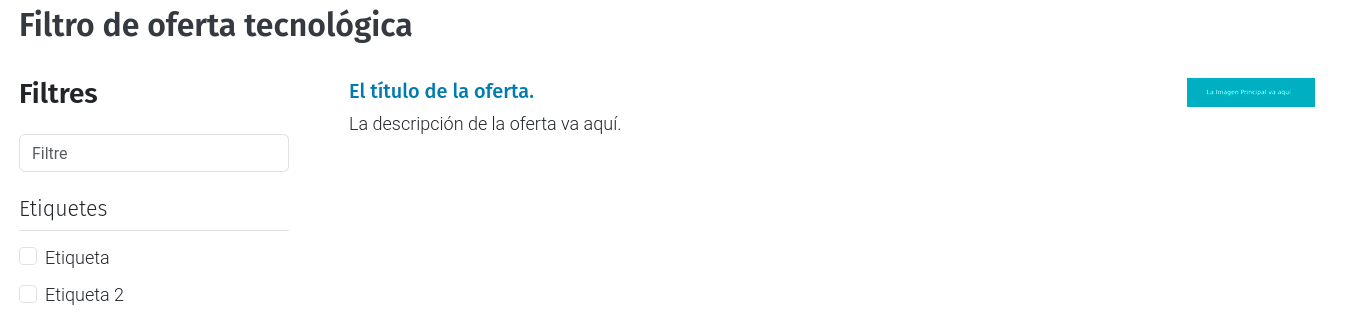 Filtro de oferta tecnológica
Filtres
Filtre
Etiquetes
Etiqueta
Etiqueta 2
El título de la oferta.
La descripción de la oferta va aquí.
La Imagen Principal va aquí